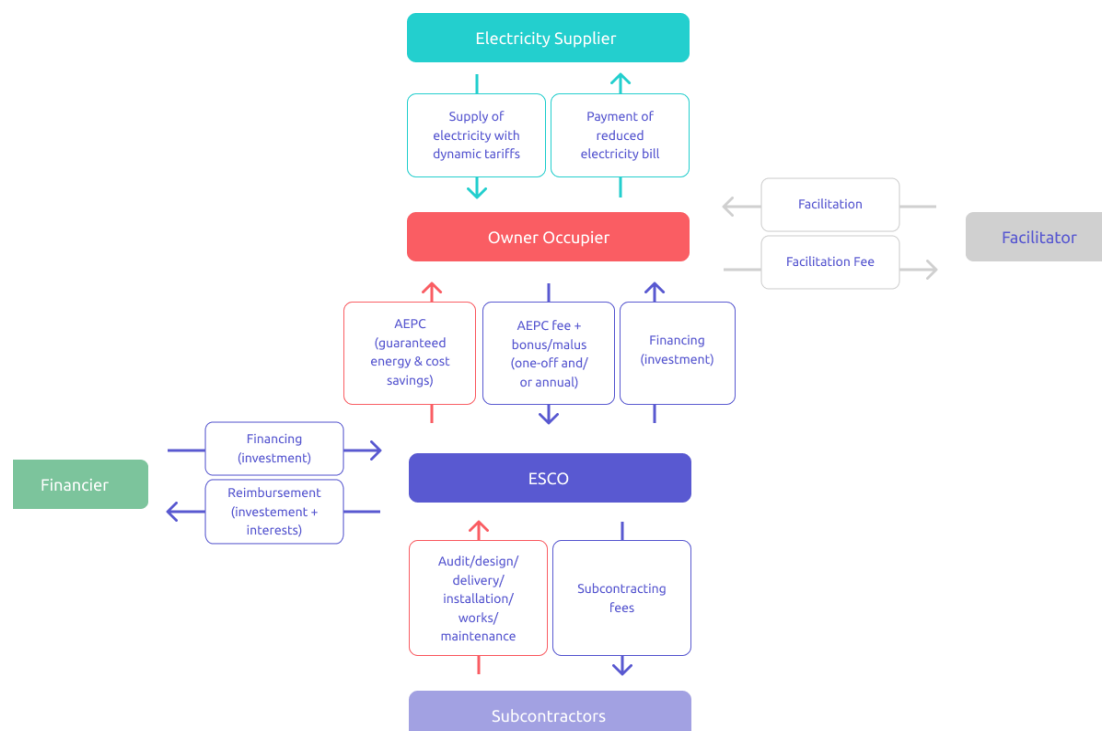 Electricity Supplier
Supply of
electricity with
dynamic tariffs
Payment of
reduced
electricity bill
Facilitation
Owner Occupier
Facilitator
Facilitation Fee
AEPC
(guaranteed
energy & cost
savings)
AEPC fee +
bonus/malus
(one-off and/
or annual)
Financing
(investment)
Financing
(investment)
Financier
Reimbursement
(investement +
interests)
ESCO
Audit/design/
delivery/
installation/
works/
maintenance
Subcontracting
fees
Subcontractors